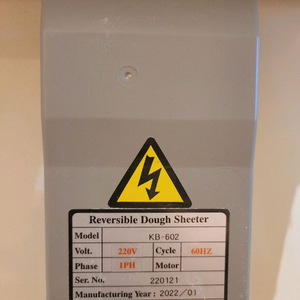 Reversible Dough Sheeter
Model KB-602
Volt. 220V Cycle 60HZ
Phase 1PH Motor
Ser. No. 220121
Manufacturing Year : 2022/01